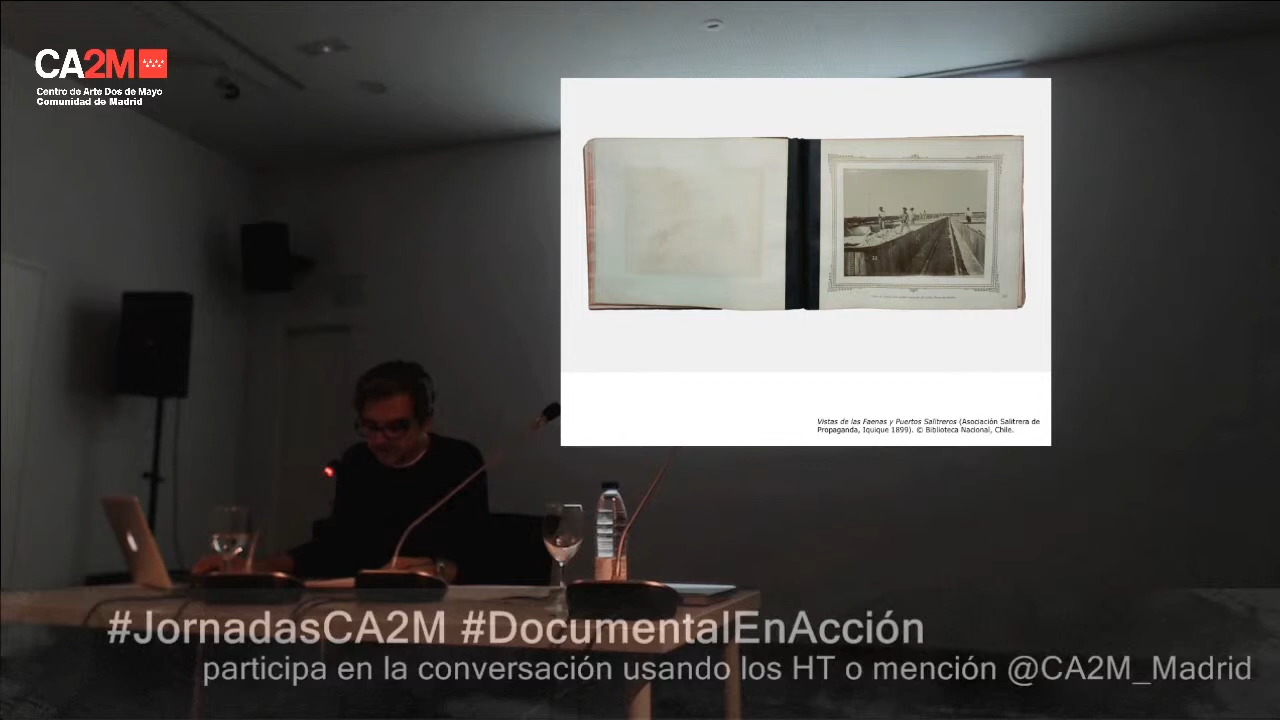 CA2M
Centro de Arte Dos de Mayo
Comunidad de Madrid
Vistas de las Faenas y Puertos Salitreros (Asociación Salitrera de
Propaganda, Iquique 1899). © Biblioteca Nacional, Chile.
#JornadasCA2M #DocumentalEnAcción
participa en la conversación usando los HT o mención @CA2M_Madrid